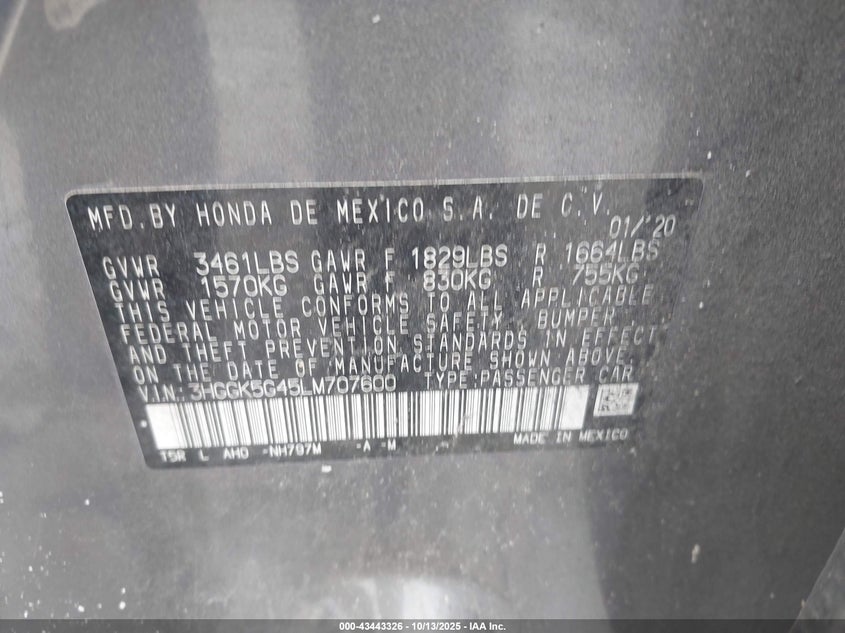 MFD.BY HONDA DE MEXICO S.A. DE C.V.
01/'20
GVWR 3461LBS GAWR F 1829LBS R 1664LBS
GVWR 1570KG GAWR F 830KG R 755KG
THIS VEHICLE CONFORMS TO ALL APPLICABLE
FEDERAL MOTOR VEHICLE SAFETY, BUMPER,
AND THEFT PREVENTION STANDARDS IN EFFECT
ON THE DATE OF MANUFACTURE SHOWN ABOVE.
VIN:3HGGK5G45LM707600 TYPE:PASSENGER CAR
T5R L AHO -NH797M -A -M MADE IN MEXICO
000-43443326 | 10/13/2025 - IAA Inc.